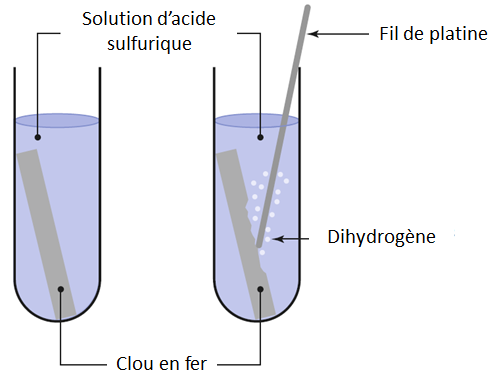 Solution d’acide
sulfurique
Fil de platine
Dihydrogène
Clou en fer